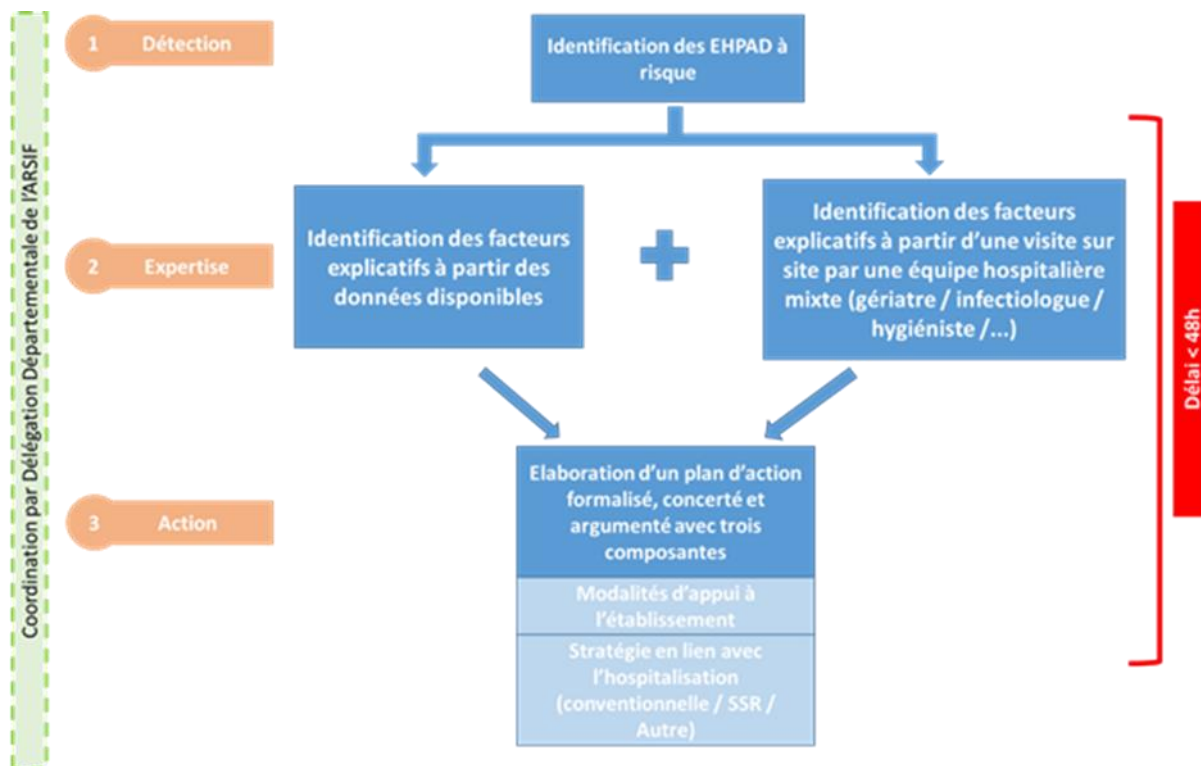 Coordination par Délégation Départementale de l'ARSIF
1 Détection
Identification des EHPAD à
risque
2 Expertise
Identification des facteurs
explicatifs à partir des
données disponibles
Identification des facteurs
explicatifs à partir d'une visite sur
site par une équipe hospitalière
mixte (gériatre / infectiologue /
hygiéniste /...)
Délai < 48h
3 Action
Elaboration d'un plan d'action
formalisé, concerté et
argumenté avec trois
composantes
Modalités d'appui à
l'établissement
Stratégie en lien avec
l'hospitalisation
(conventionnelle / SSR /
Autre)